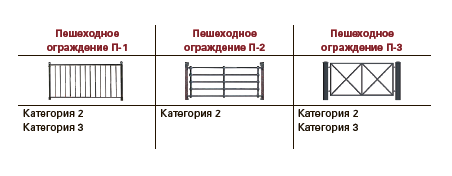 Пешеходное
ограждение П-1
Пешеходное
ограждение П-2
Пешеходное
ограждение П-3
Категория 2
Категория 3
Категория 2
Категория 2
Категория 3